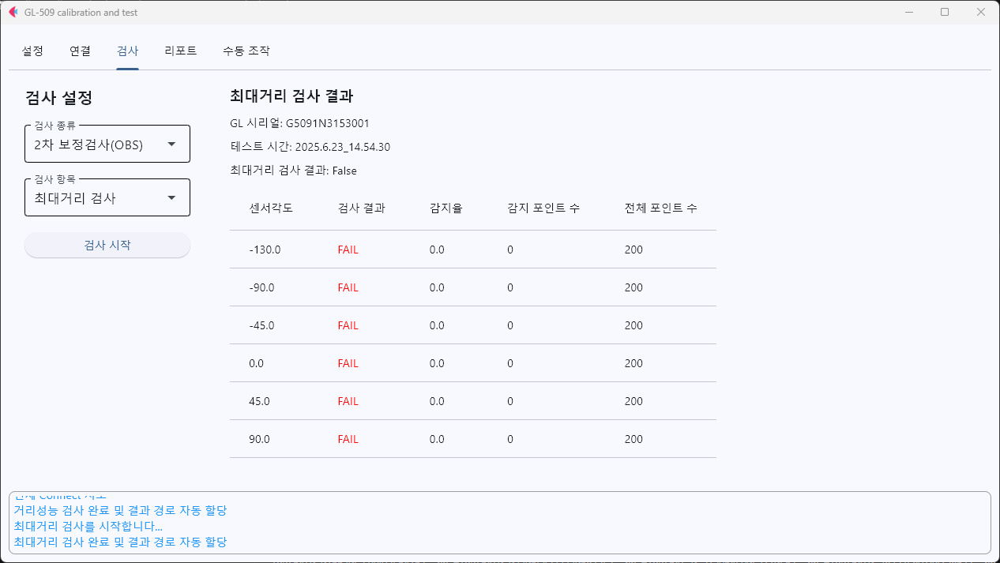 GL-509 calibration and test
설정 연결 검사 리포트 수동 조작
검사 설정
검사 종류
2차 보정검사(OBS)
검사 항목
최대거리 검사
검사 시작
최대거리 검사 결과
GL 시리얼: G5091N3153001
테스트 시간: 2025.6.23_14.54.30
최대거리 검사 결과: False
센서각도 검사 결과 감지율 감지 포인트 수 전체 포인트 수
-130.0 FAIL 0.0 0 200
-90.0 FAIL 0.0 0 200
-45.0 FAIL 0.0 0 200
0.0 FAIL 0.0 0 200
45.0 FAIL 0.0 0 200
90.0 FAIL 0.0 0 200
Connect
거리성능 검사 완료 및 결과 경로 자동 할당
최대거리 검사를 시작합니다...
최대거리 검사 완료 및 결과 경로 자동 할당